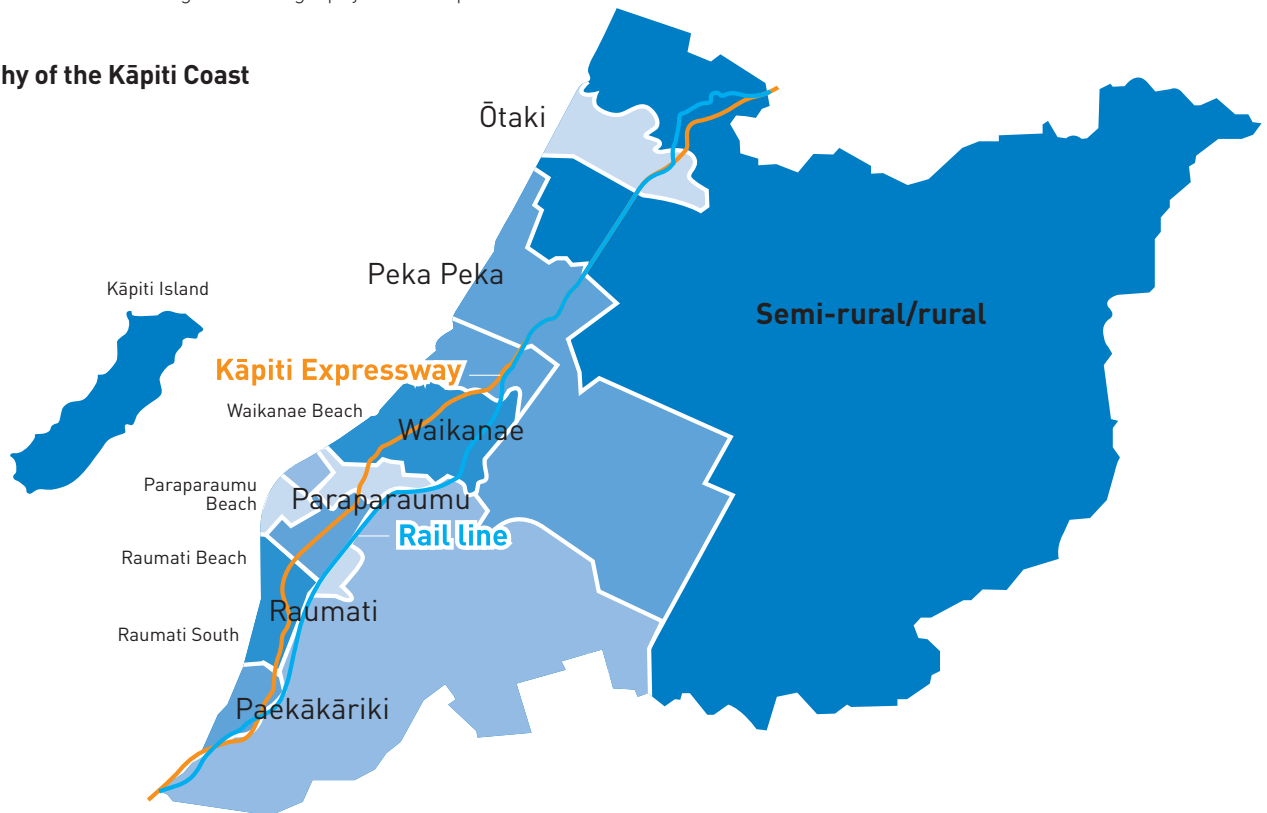 hy of the Kāpiti Coast
Ōtaki
Peka Peka
Kāpiti Island
Semi-rural/rural
Kāpiti Expressway
Waikanae Beach
Waikanae
Paraparaumu
Beach
Paraparaumu
Rail line
Raumati Beach
Raumati
Raumati South
Paekākāriki